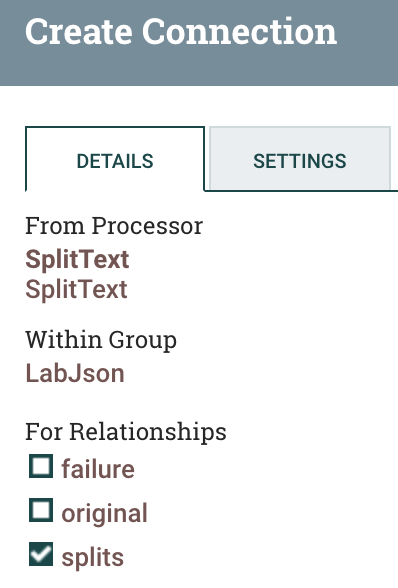 Create Connection
DETAILS SETTINGS
From Processor
SplitText
SplitText
Within Group
LabJson
For Relationships
failure
original
splits